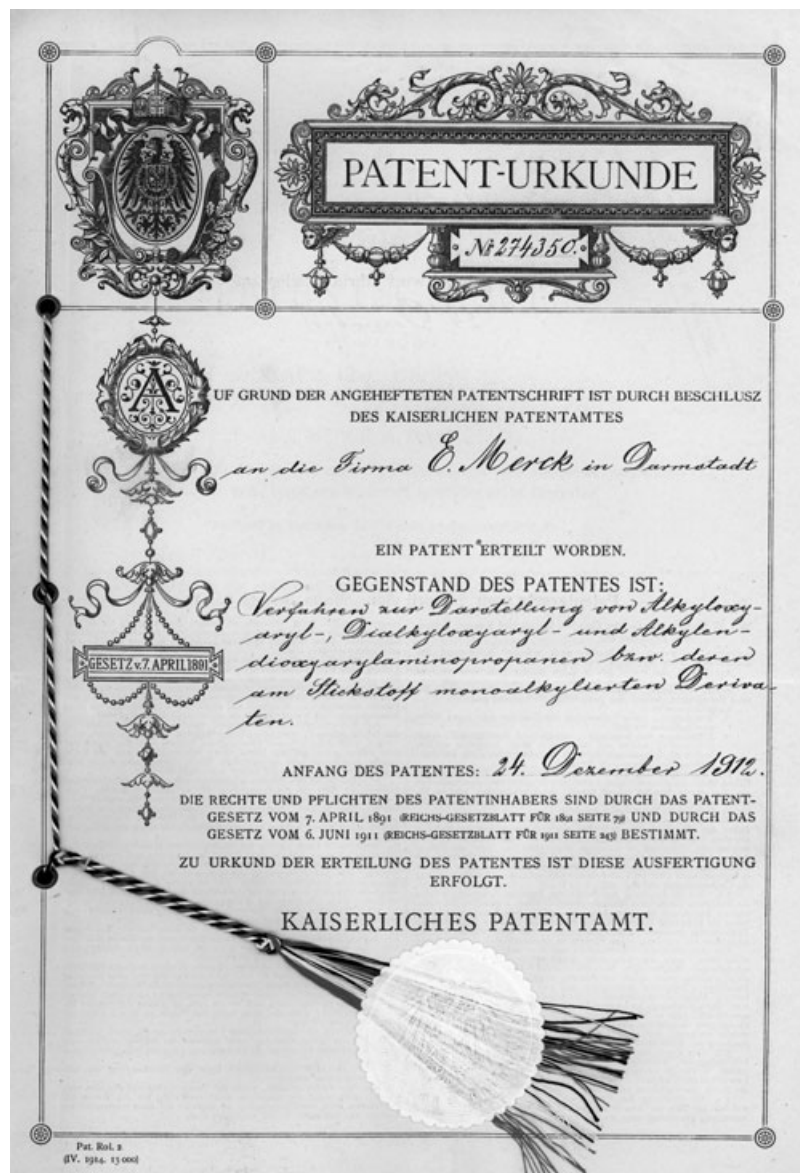 PATENT-URKUNDE
No 274350.
AUF GRUND DER ANGEHEFTETEN PATENTSCHRIFT IST DURCH BESCHLUSZ
DES KAISERLICHEN PATENTAMTES
an die Firma E. Merck in Darmstadt
EIN PATENT ERTEILT WORDEN.
GEGENSTAND DES PATENTES IST:
Verfahren zur Darstellung von Alkyloxy-
aryl-, Dialkyloxyaryl- und Alkylen-
dioxyarylaminopropanen bzw. deren
am Stickstoff monoalkylierten Deriva-
ten.
GESETZ v. 7. APRIL 1891
ANFANG DES PATENTES: 24. Dezember 1912.
DIE RECHTE UND PFLICHTEN DES PATENTINHABERS SIND DURCH DAS PATENT-
GESETZ VOM 7. APRIL 1891 (REICHS-GESETZBLATT FÜR 1891 SEITE 79) UND DURCH DAS
GESETZ VOM 6. JUNI 1911 (REICHS-GESETZBLATT FÜR 1911 SEITE 243) BESTIMMT.
ZU URKUND DER ERTEILUNG DES PATENTES IST DIESE AUSFERTIGUNG
ERFOLGT.
KAISERLICHES PATENTAMT.
Pat. Rol. 2
(IV. 1914. 15 000)